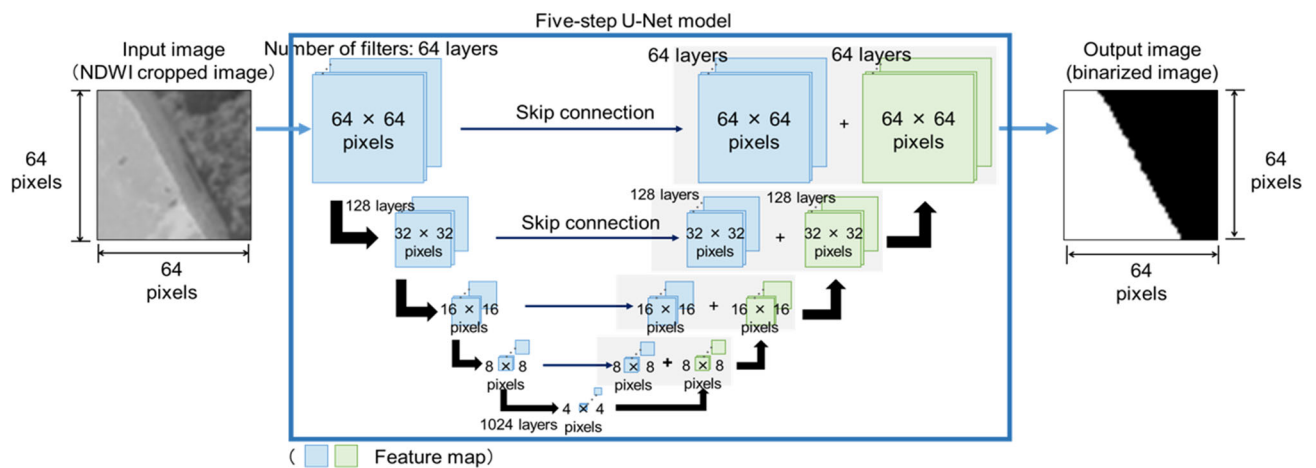 Five-step U-Net model
Input image
(NDWI cropped image)
64
pixels
64
pixels
Number of filters: 64 layers
64 × 64
pixels
Skip connection
64 layers
64 × 64
pixels
+
64 layers
64 × 64
pixels
128 layers
32 × 32
pixels
Skip connection
128 layers
32 × 32
pixels
+
128 layers
32 × 32
pixels
16 × 16
pixels
16 × 16
pixels
+
16 × 16
pixels
8 × 8
pixels
8 × 8
pixels
+
8 × 8
pixels
1024 layers
4 × 4
pixels
Output image
(binarized image)
64
pixels
64
pixels
( Feature map)